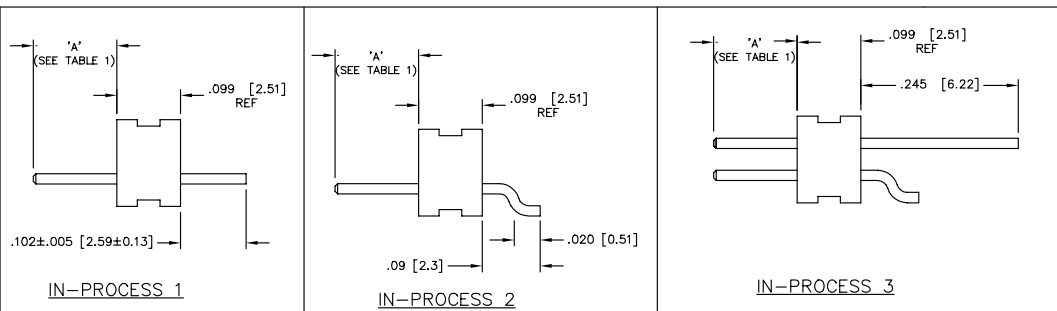 'A'
(SEE TABLE 1)
.099 [2.51]
REF
.102±.005 [2.59±0.13]
IN-PROCESS 1
'A'
(SEE TABLE 1)
.099 [2.51]
REF
.020 [0.51]
.09 [2.3]
IN-PROCESS 2
'A'
(SEE TABLE 1)
.099 [2.51]
REF
.245 [6.22]
IN-PROCESS 3